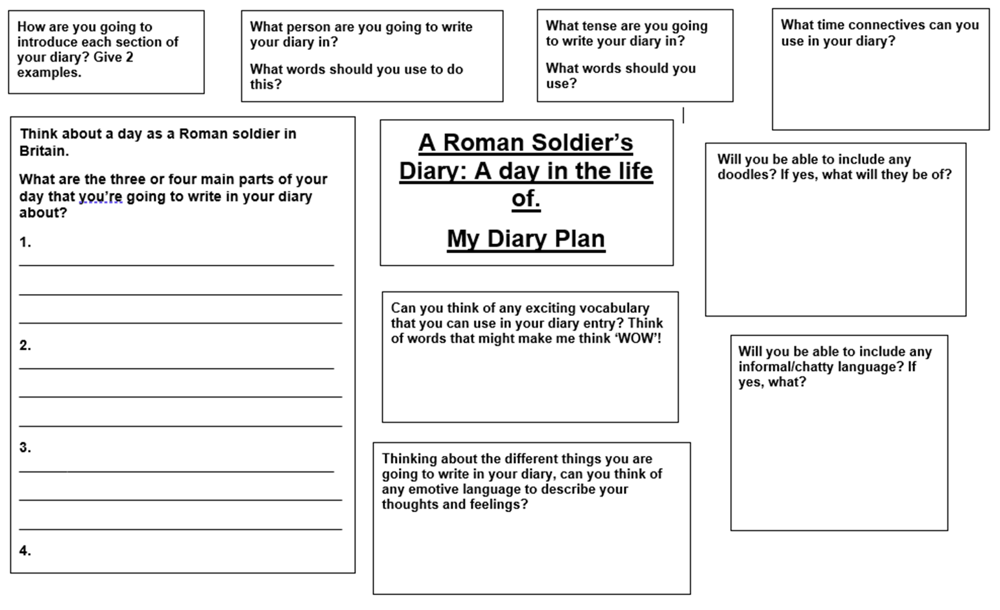 How are you going to
introduce each section of
your diary? Give 2
examples.
What person are you going to write
your diary in?
What words should you use to do
this?
What tense are you going
to write your diary in?
What words should you
use?
What time connectives can you
use in your diary?
Think about a day as a Roman soldier in
Britain.
What are the three or four main parts of your
day that you’re going to write in your diary
about?
1.
2.
3.
4.
A Roman Soldier’s
Diary: A day in the life
of.
My Diary Plan
Will you be able to include any
doodles? If yes, what will they be of?
Can you think of any exciting vocabulary
that you can use in your diary entry? Think
of words that might make me think ‘WOW’!
Will you be able to include any
informal/chatty language? If
yes, what?
Thinking about the different things you are
going to write in your diary, can you think of
any emotive language to describe your
thoughts and feelings?